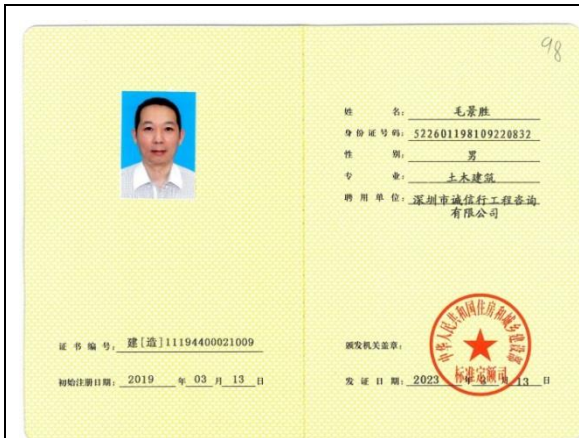 98
姓 名: 毛景胜
身份证号码: 522601198109220832
性 别: 男
专 业: 土木建筑
聘用单位: 深圳市诚信行工程咨询
有限公司
证书编号: 建[造]11194400021009
初始注册日期: 2019 年 03 月 13 日
颁发机关盖章:
中华人民共和国住房和城乡建设部
标准定额司
发证日期: 2023 年 月 13 日